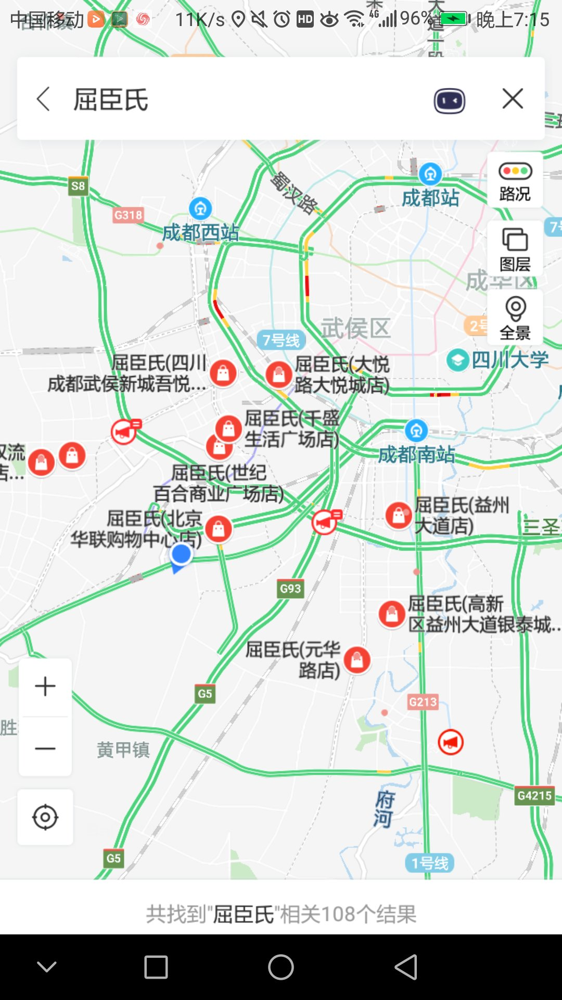 中国移动
11K/s
HD
4G
96%
晚上7:15
大道一段
屈臣氏
路况
图层
全景
S8
G318
蜀汉路
成都站
成都西站
成华区
武侯区
7号线
2号
四川大学
屈臣氏(四川
成都武侯新城吾悦...
屈臣氏(大悦
路大悦城店)
屈臣氏(千盛
生活广场店)
成都南站
屈臣氏(世纪
百合商业广场店)
屈臣氏(北京
华联购物中心店)
屈臣氏(益州
大道店)
三圣
G93
屈臣氏(高新
区益州大道银泰城...
屈臣氏(元华
路店)
G5
G213
胜
黄甲镇
府河
G4215
G5
1号线
共找到"屈臣氏"相关108个结果